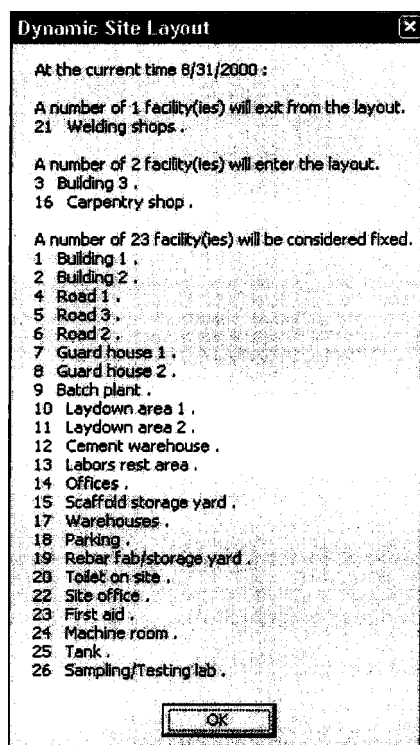 Dynamic Site Layout
At the current time 8/31/2000 :
A number of 1 facility(ies) will exit from the layout.
21 Welding shops .
A number of 2 facility(ies) will enter the layout.
3 Building 3 .
16 Carpentry shop .
A number of 23 facility(ies) will be considered fixed.
1 Building 1 .
2 Building 2 .
4 Road 1 .
5 Road 3 .
6 Road 2 .
7 Guard house 1 .
8 Guard house 2 .
9 Batch plant .
10 Laydown area 1 .
11 Laydown area 2 .
12 Cement warehouse .
13 Labors rest area .
14 Offices .
15 Scaffold storage yard .
17 Warehouses .
18 Parking .
19 Rebar fab/storage yard .
20 Toilet on site .
22 Site office .
23 First aid .
24 Machine room .
25 Tank .
26 Sampling/Testing lab .
OK